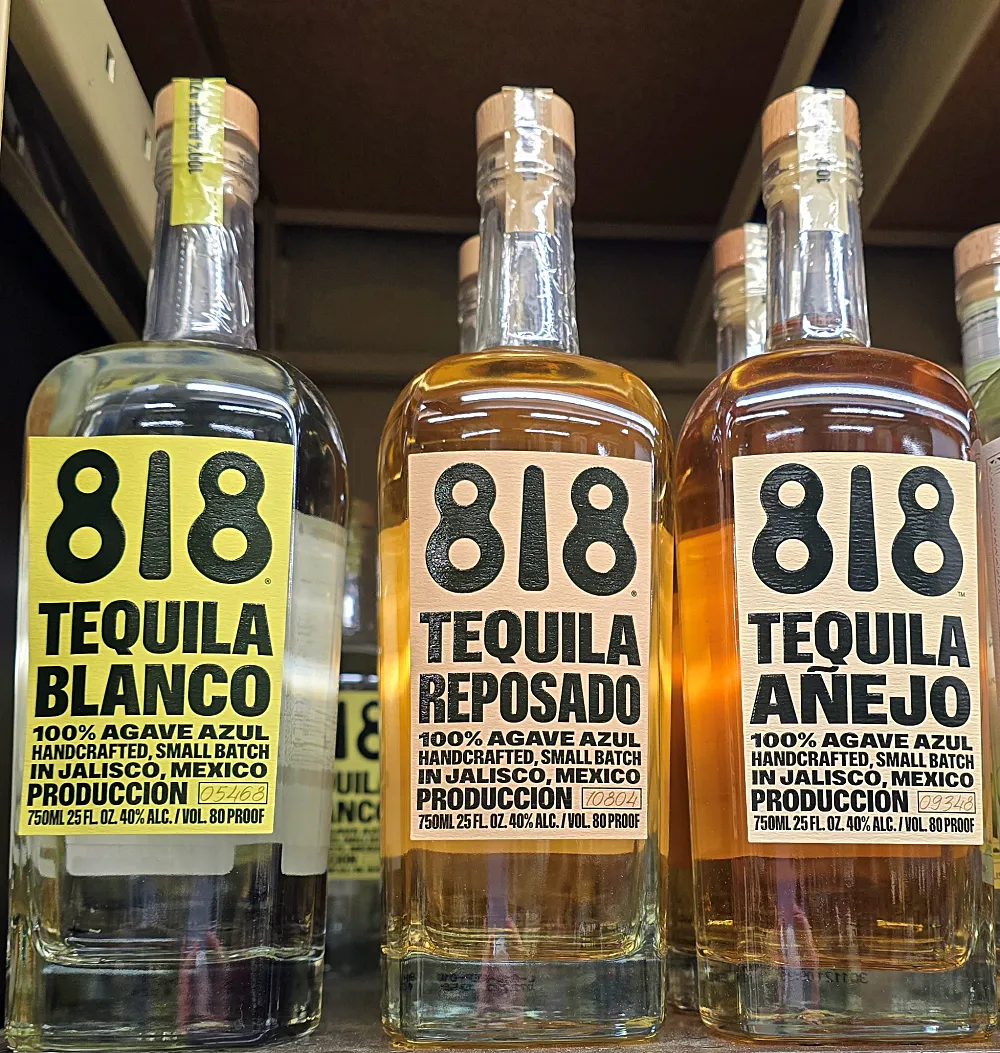 100% AGAVE AZUL
818
®
TEQUILA
BLANCO
100% AGAVE AZUL
HANDCRAFTED, SMALL BATCH
IN JALISCO, MEXICO
PRODUCCIÓN 05468
750ML 25 FL. OZ. 40% ALC. / VOL. 80 PROOF
818
®
TEQUILA
REPOSADO
100% AGAVE AZUL
HANDCRAFTED, SMALL BATCH
IN JALISCO, MEXICO
PRODUCCIÓN 10804
750ML 25 FL. OZ. 40% ALC. / VOL. 80 PROOF
818
™
TEQUILA
AÑEJO
100% AGAVE AZUL
HANDCRAFTED, SMALL BATCH
IN JALISCO, MEXICO
PRODUCCIÓN 09348
750ML 25 FL. OZ. 40% ALC. / VOL. 80 PROOF